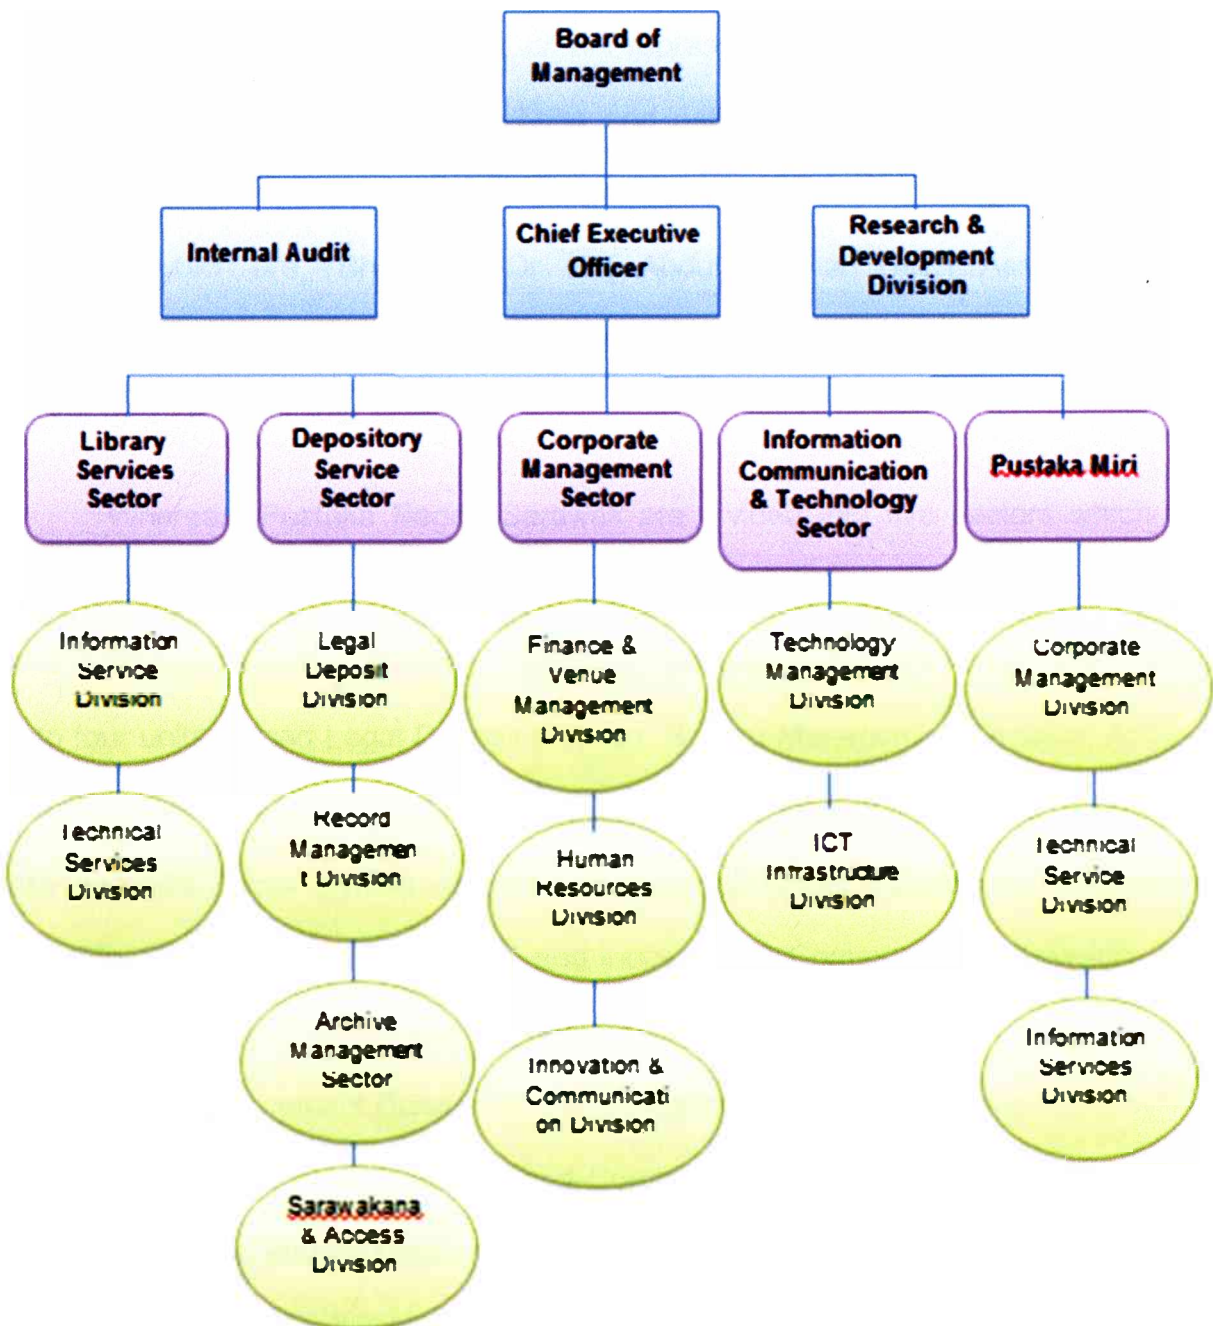 Board of
Management
Internal Audit
Chief Executive
Officer
Research &
Development
Division
Library
Services
Sector
Depository
Service
Sector
Corporate
Management
Sector
Information
Communication
& Technology
Sector
Pustaka Miri
Information
Service
Division
Legal
Deposit
Division
Finance &
Venue
Management
Division
Technology
Management
Division
Corporate
Management
Division
Technical
Services
Division
Record
Managemen
t Division
Human
Resources
Division
ICT
Infrastructure
Division
Technical
Service
Division
Archive
Management
Sector
Innovation &
Communicati
on Division
Information
Services
Division
Sarawakana
& Access
Division